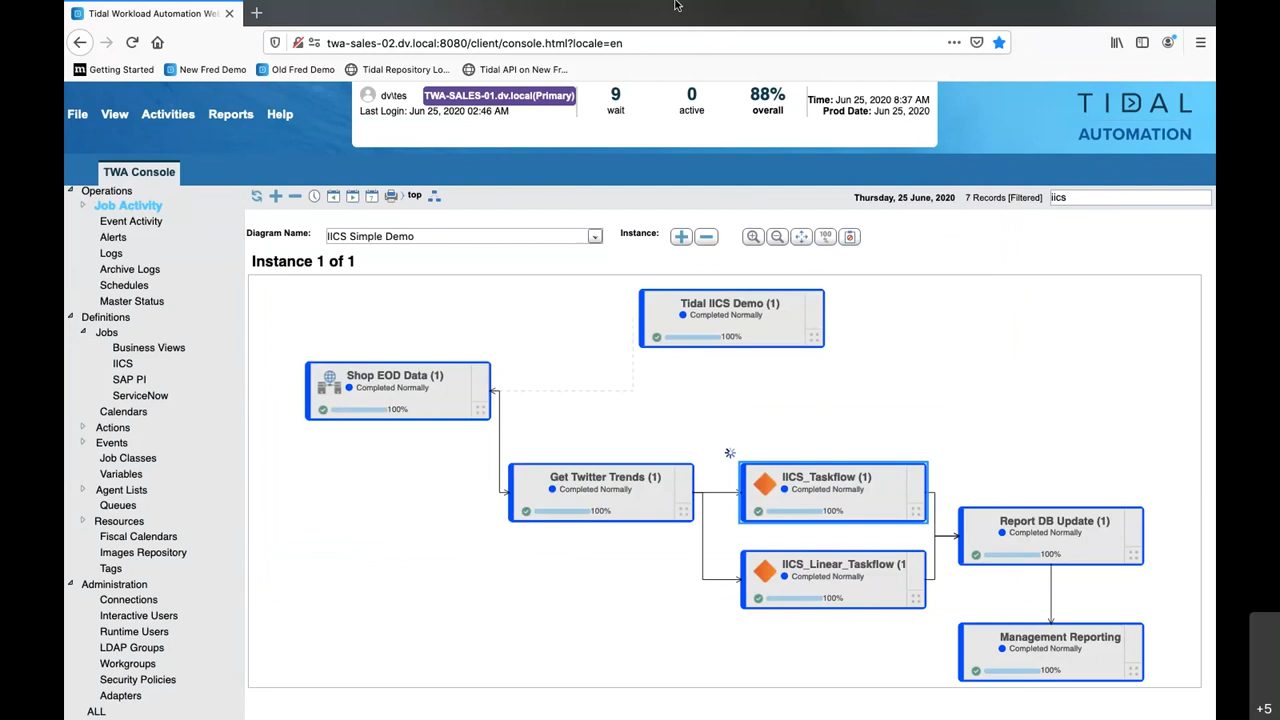 Tidal Workload Automation We
twa-sales-02.dv.local:8080/client/console.html?locale=en
Getting Started
New Fred Demo
Old Fred Demo
Tidal Repository Lo...
Tidal API on New Fr...
File View Activities Reports Help
dv\tes TWA-SALES-01.dv.local(Primary)
Last Login: Jun 25, 2020 02:46 AM
9
wait
0
active
88%
overall
Time: Jun 25, 2020 8:37 AM
Prod Date: Jun 25, 2020
TIDAL
AUTOMATION
TWA Console
Operations
Job Activity
Event Activity
Alerts
Logs
Archive Logs
Schedules
Master Status
Definitions
Jobs
Business Views
IICS
SAP PI
ServiceNow
Calendars
Actions
Events
Job Classes
Variables
Agent Lists
Queues
Resources
Fiscal Calendars
Images Repository
Tags
Administration
Connections
Interactive Users
Runtime Users
LDAP Groups
Workgroups
Security Policies
Adapters
ALL
top
Thursday, 25 June, 2020 7 Records [Filtered] iics
Diagram Name: IICS Simple Demo Instance:
100
Instance 1 of 1
Tidal IICS Demo (1)
Completed Normally
100%
Shop EOD Data (1)
Completed Normally
100%
Get Twitter Trends (1)
Completed Normally
100%
IICS_Taskflow (1)
Completed Normally
100%
IICS_Linear_Taskflow (1
Completed Normally
100%
Report DB Update (1)
Completed Normally
100%
Management Reporting
Completed Normally
100%
+5